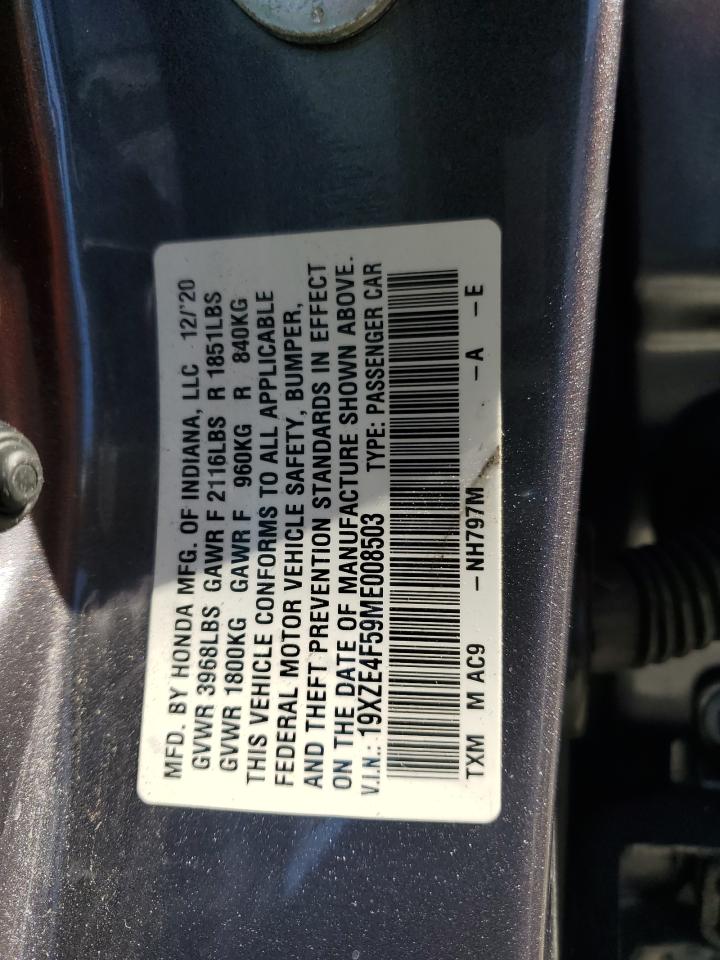 MFD. BY HONDA MFG. OF INDIANA, LLC 12/'20
GVWR 3968LBS GAWR F 2116LBS R 1851LBS
GVWR 1800KG GAWR F 960KG R 840KG
THIS VEHICLE CONFORMS TO ALL APPLICABLE
FEDERAL MOTOR VEHICLE SAFETY, BUMPER,
AND THEFT PREVENTION STANDARDS IN EFFECT
ON THE DATE OF MANUFACTURE SHOWN ABOVE.
V.I.N.: 19XZE4F59ME008503 TYPE: PASSENGER CAR
TXM M AC9 -NH797M -A -E